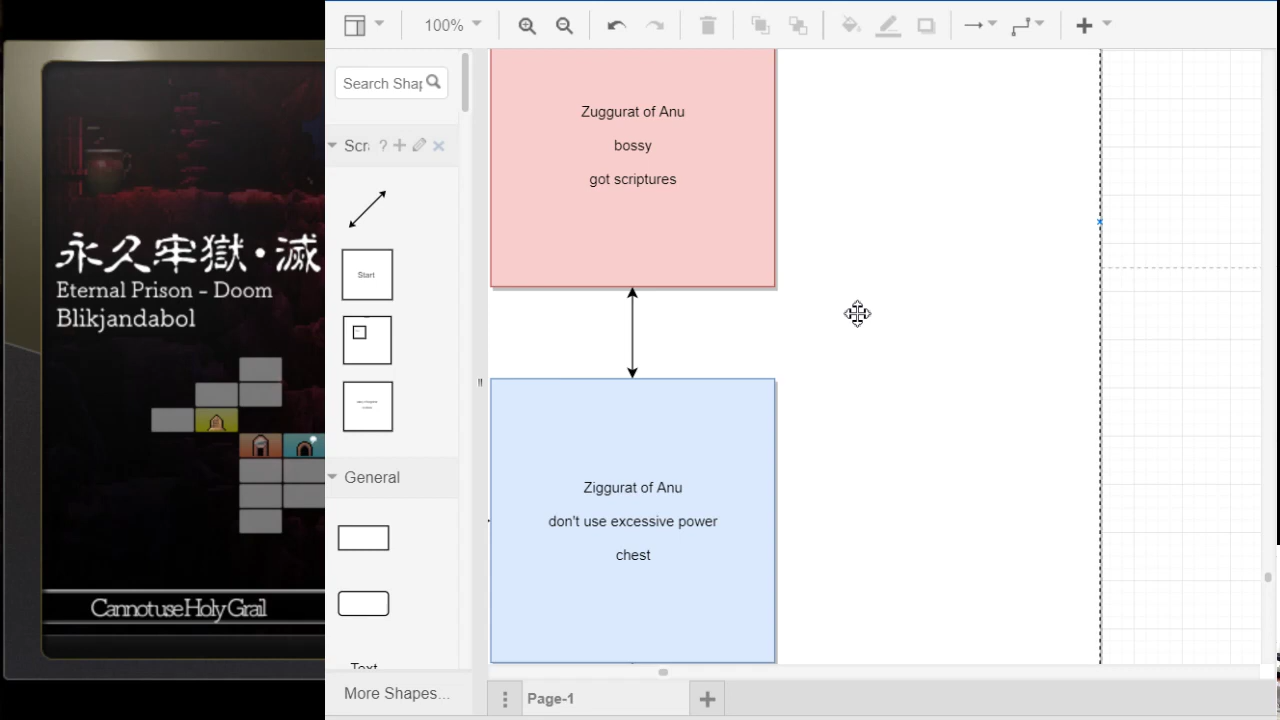 永久牢獄・滅
Eternal Prison - Doom
Blikjandabol
Cannot use Holy Grail
100%
Search Shap
Scra
?
Start
General
Text
More Shapes...
Zuggurat of Anu
bossy
got scriptures
Ziggurat of Anu
don't use excessive power
chest
Page-1